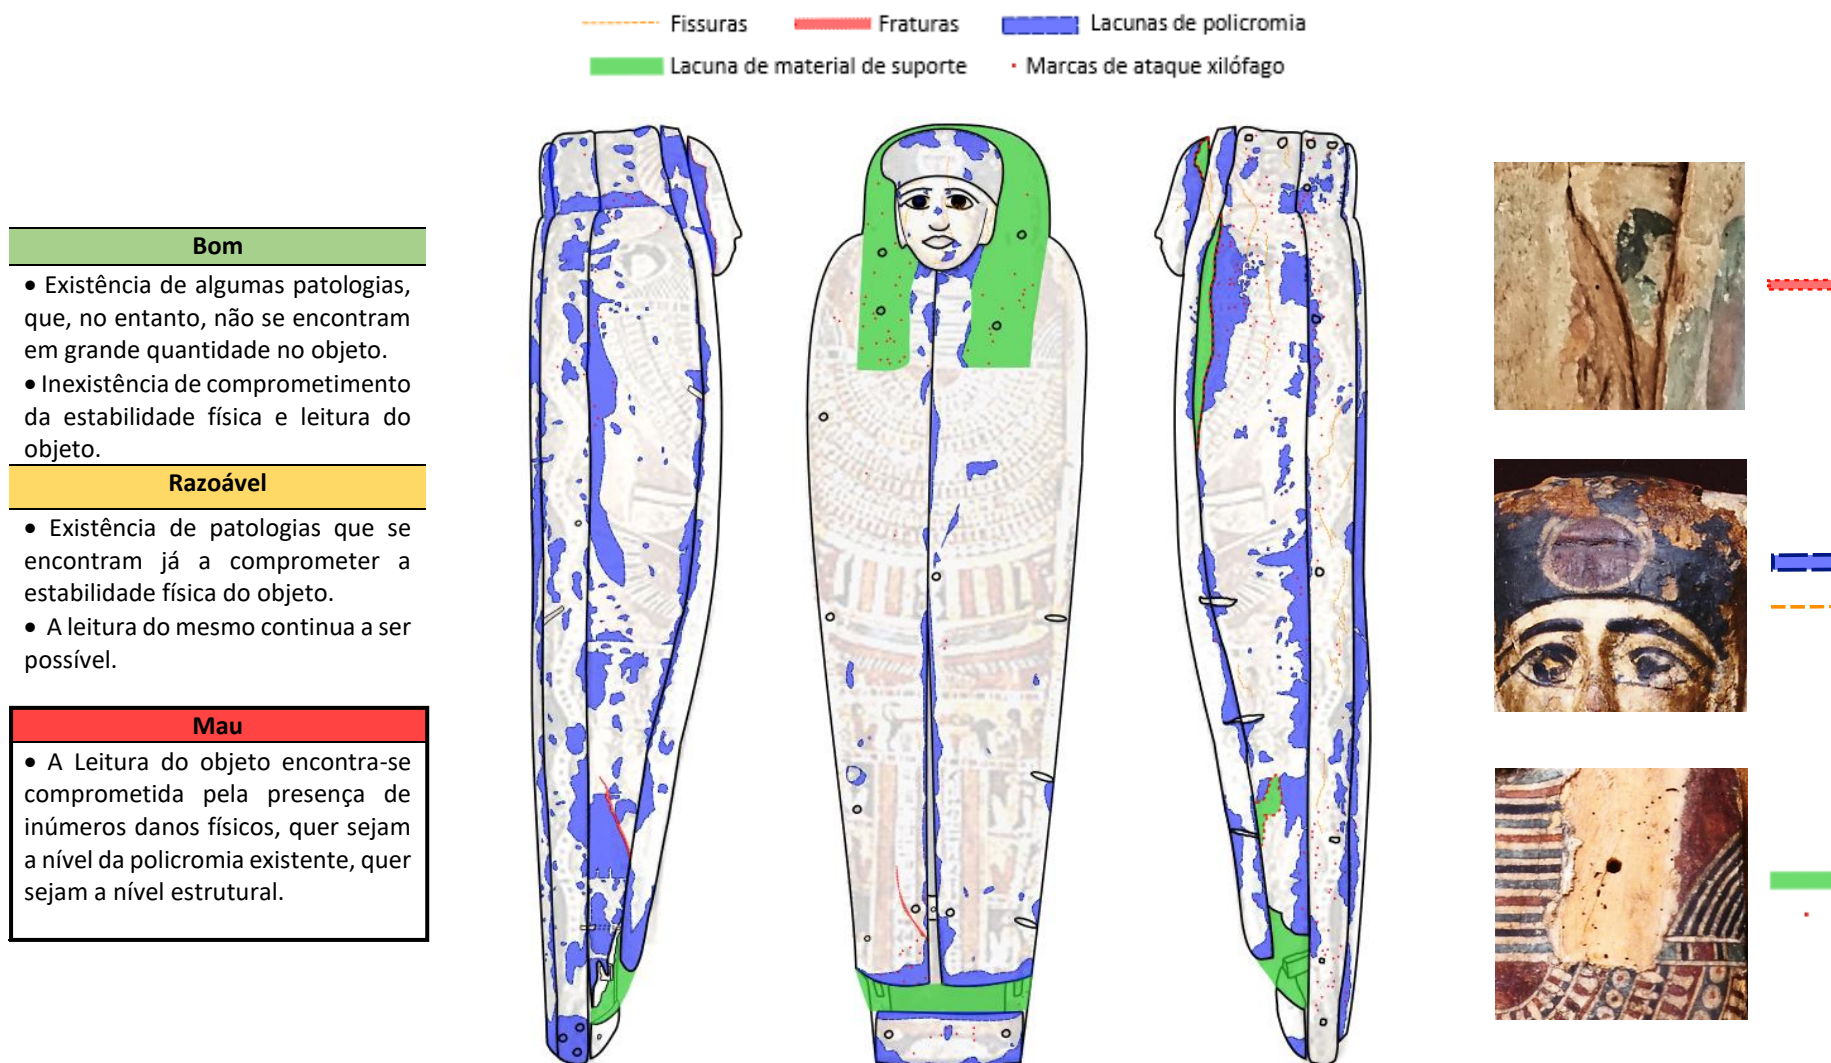 Fissuras
Fraturas
Lacunas de policromia
Lacuna de material de suporte
Marcas de ataque xilófago
Bom
• Existência de algumas patologias,
que, no entanto, não se encontram
em grande quantidade no objeto.
• Inexistência de comprometimento
da estabilidade física e leitura do
objeto.
Razoável
• Existência de patologias que se
encontram já a comprometer a
estabilidade física do objeto.
• A leitura do mesmo continua a ser
possível.
Mau
• A Leitura do objeto encontra-se
comprometida pela presença de
inúmeros danos físicos, quer sejam
a nível da policromia existente, quer
sejam a nível estrutural.